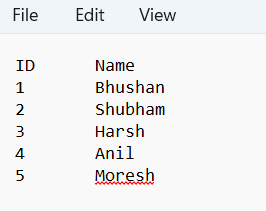 File Edit View
ID Name
1 Bhushan
2 Shubham
3 Harsh
4 Anil
5 Moresh